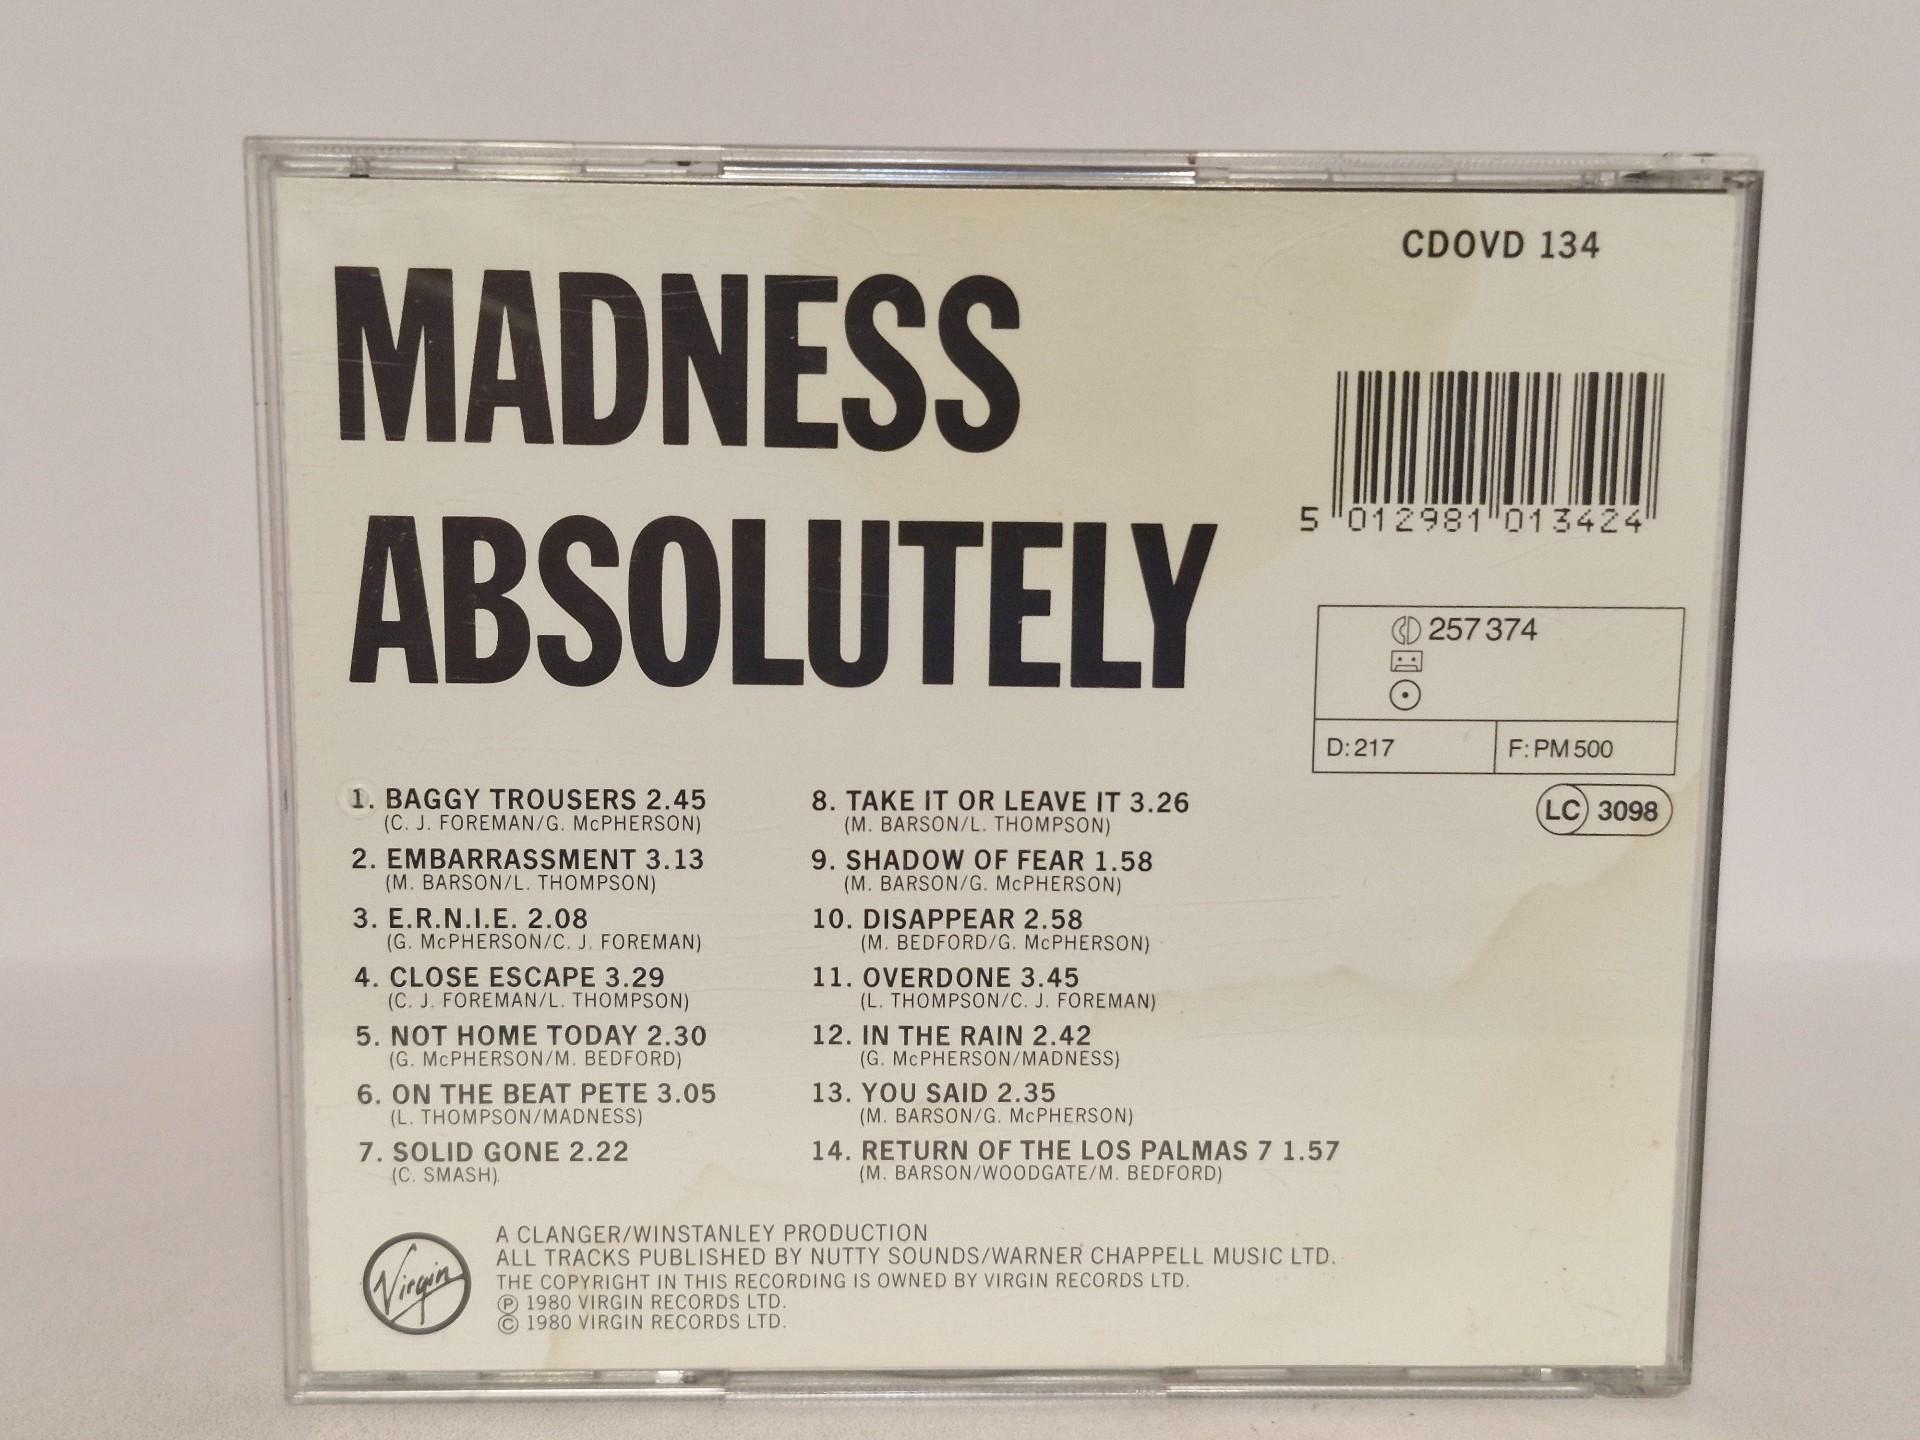 CDOVD 134
MADNESS
ABSOLUTELY
5 012981 013424
CD 257 374
D: 217
F: PM 500
LC 3098
1. BAGGY TROUSERS 2.45
(C. J. FOREMAN/G. McPHERSON)
2. EMBARRASSMENT 3.13
(M. BARSON/L. THOMPSON)
3. E.R.N.I.E. 2.08
(G. McPHERSON/C. J. FOREMAN)
4. CLOSE ESCAPE 3.29
(C. J. FOREMAN/L. THOMPSON)
5. NOT HOME TODAY 2.30
(G. McPHERSON/M. BEDFORD)
6. ON THE BEAT PETE 3.05
(L. THOMPSON/MADNESS)
7. SOLID GONE 2.22
(C. SMASH).
8. TAKE IT OR LEAVE IT 3.26
(M. BARSON/L. THOMPSON)
9. SHADOW OF FEAR 1.58
(M. BARSON/G. McPHERSON)
10. DISAPPEAR 2.58
(M. BEDFORD/G. McPHERSON)
11. OVERDONE 3.45
(L. THOMPSON/C. J. FOREMAN)
12. IN THE RAIN 2.42
(G. McPHERSON/MADNESS)
13. YOU SAID 2.35
(M. BARSON/G. McPHERSON)
14. RETURN OF THE LOS PALMAS 7 1.57
(M. BARSON/WOODGATE/M. BEDFORD)
Virgin
A CLANGER/WINSTANLEY PRODUCTION
ALL TRACKS PUBLISHED BY NUTTY SOUNDS/WARNER CHAPPELL MUSIC LTD.
THE COPYRIGHT IN THIS RECORDING IS OWNED BY VIRGIN RECORDS LTD.
℗ 1980 VIRGIN RECORDS LTD.
© 1980 VIRGIN RECORDS LTD.